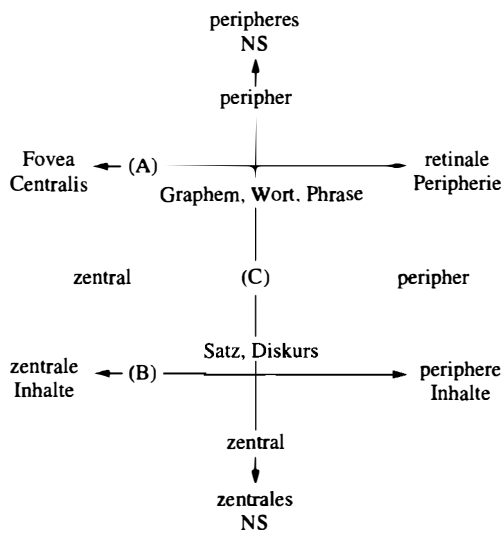 peripheres
NS
peripher
Fovea
Centralis
(A)
retinale
Peripherie
Graphem, Wort, Phrase
zentral
(C)
peripher
Satz, Diskurs
zentrale
Inhalte
(B)
periphere
Inhalte
zentral
zentrales
NS